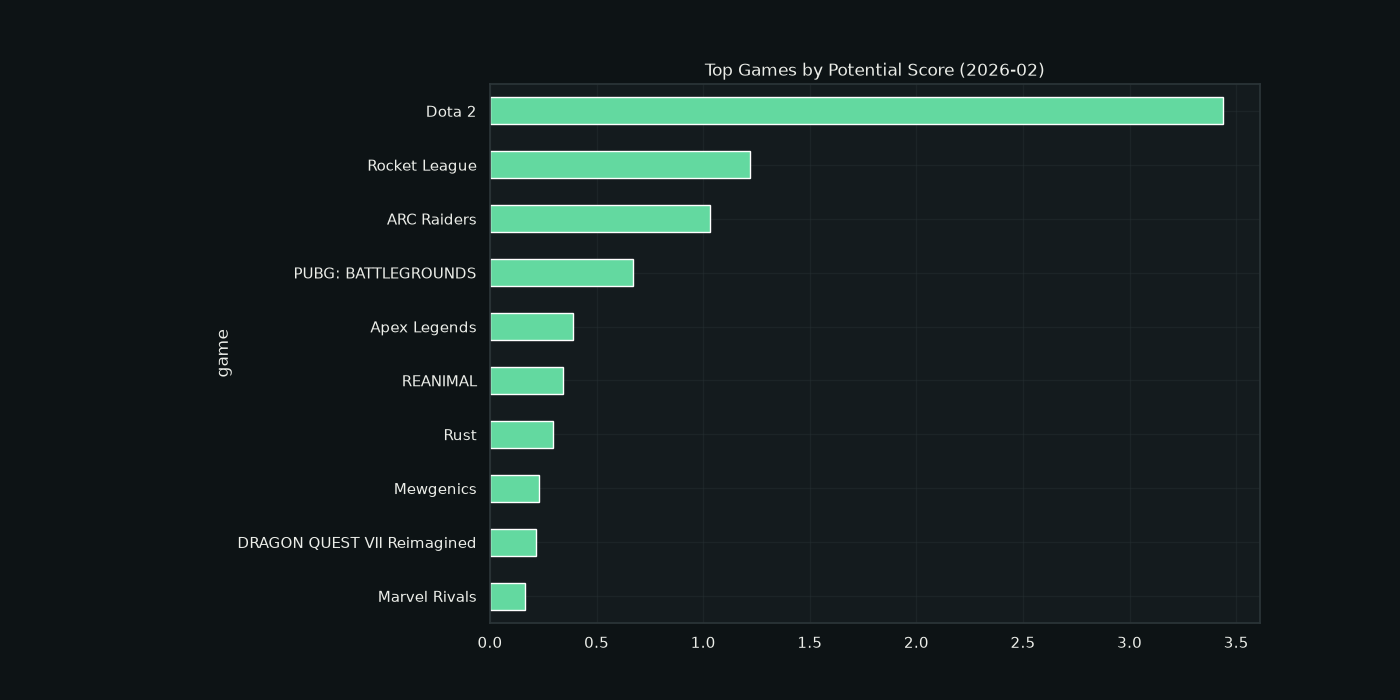 Top Games by Potential Score (2026-02)
Dota 2
Rocket League
ARC Raiders
PUBG: BATTLEGROUNDS
Apex Legends
REANIMAL
Rust
Mewgenics
DRAGON QUEST VII Reimagined
Marvel Rivals
game
0.0 0.5 1.0 1.5 2.0 2.5 3.0 3.5